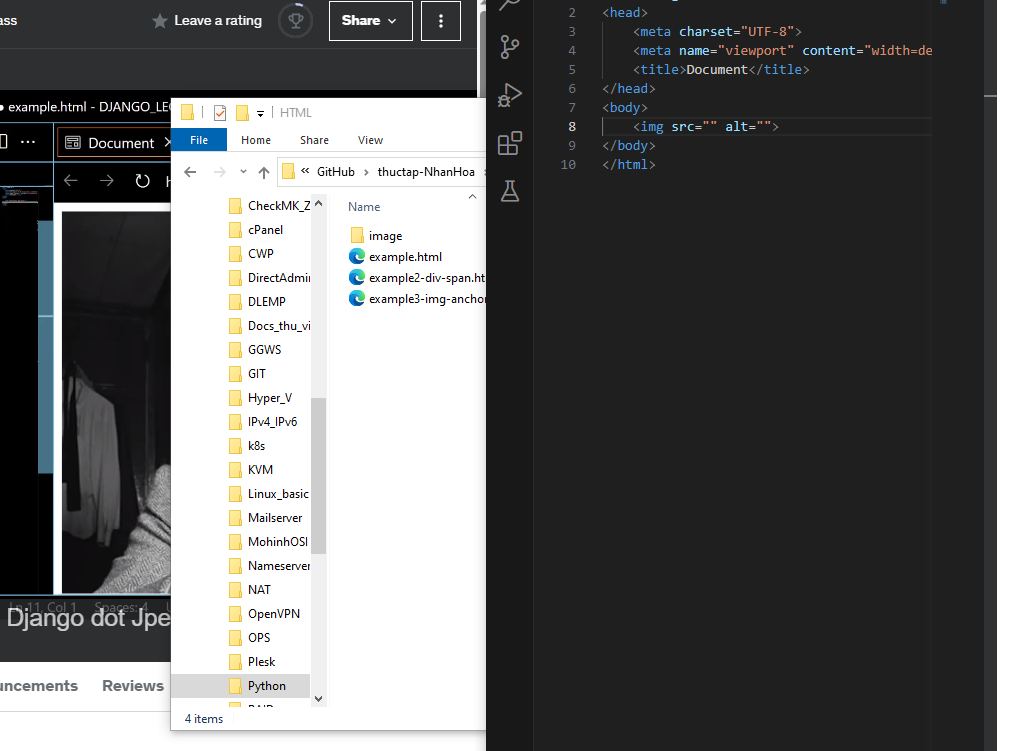 ass
Leave a rating
Share
example.html - DJANGO_LE
Document
Ln 11, Col 1 Spaces: 4
Django dot Jpe
uncements Reviews
HTML
File Home Share View
« GitHub › thuctap-NhanHoa
CheckMK_Z
cPanel
CWP
DirectAdmi
DLEMP
Docs_thu_vi
GGWS
GIT
Hyper_V
IPv4_IPv6
k8s
KVM
Linux_basic
Mailserver
MohinhOSI
Nameserver
NAT
OpenVPN
OPS
Plesk
Python
Name
image
example.html
example2-div-span.ht
example3-img-anchor
4 items
2 <head>
3 <meta charset="UTF-8">
4 <meta name="viewport" content="width=de
5 <title>Document</title>
6 </head>
7 <body>
8 <img src="" alt="">
9 </body>
10 </html>